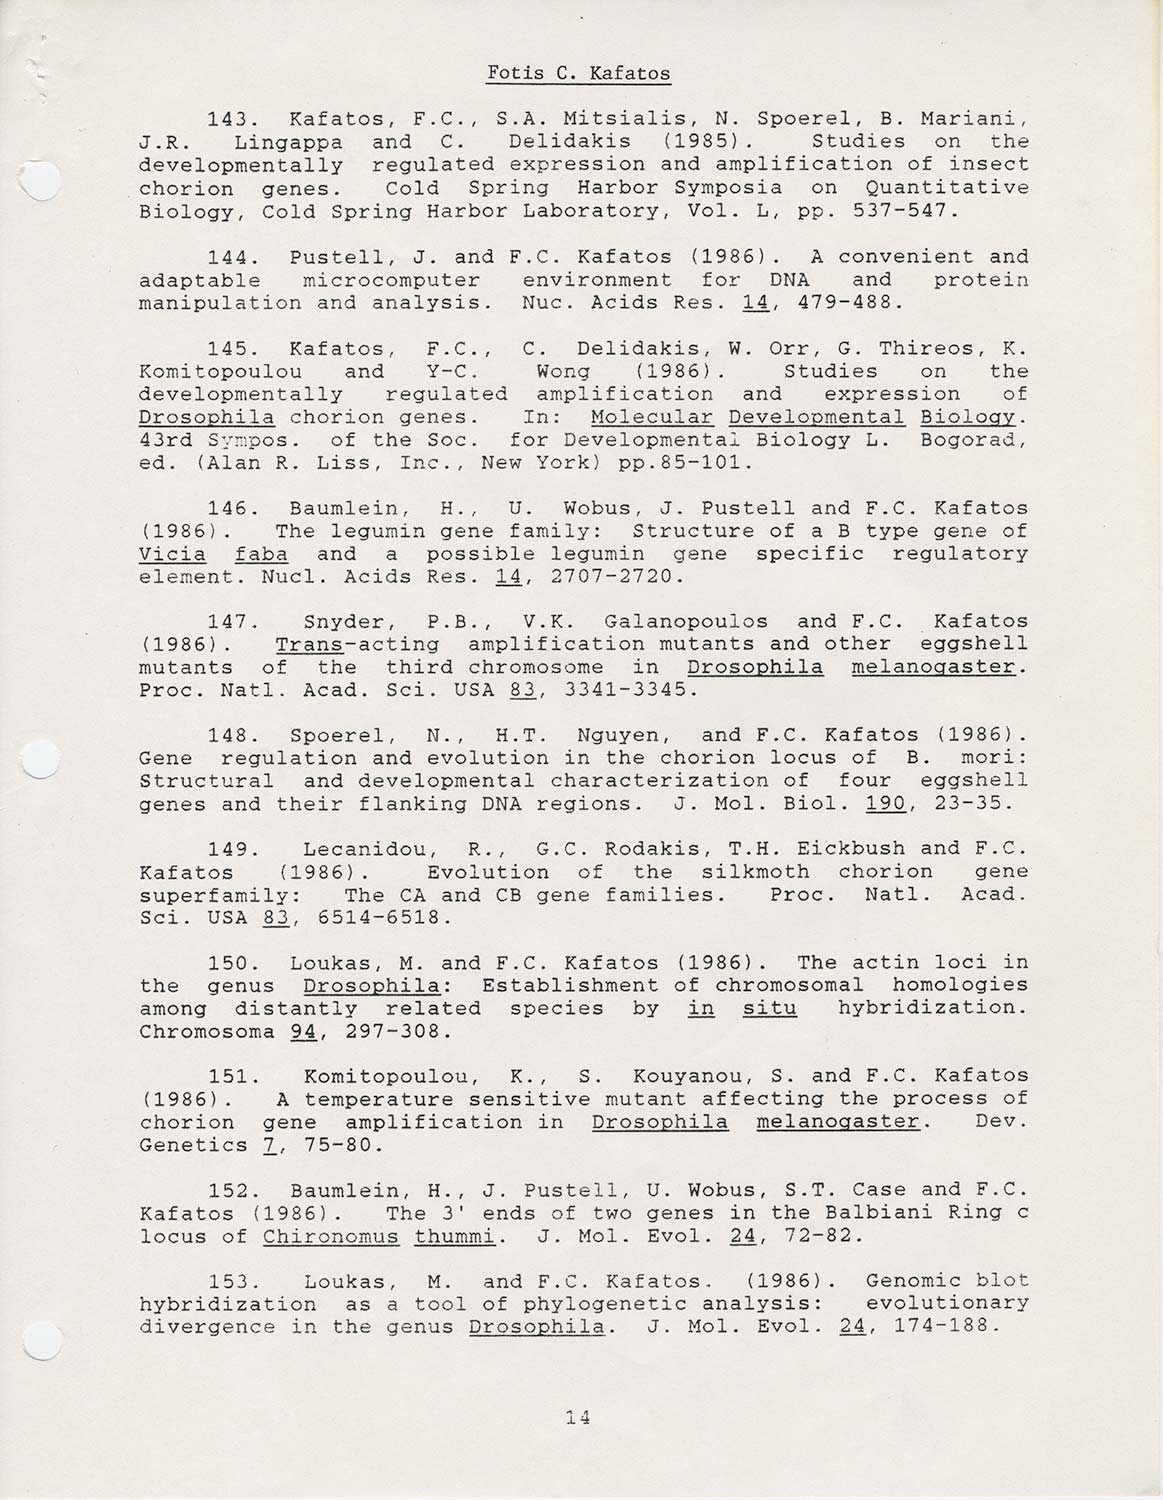 Fotis C. Kafatos
143. Kafatos, F.C., S.A. Mitsialis, N. Spoerel, B. Mariani,
J.R. Lingappa and C. Delidakis (1985). Studies on the
developmentally regulated expression and amplification of insect
chorion genes. Cold Spring Harbor Symposia on Quantitative
Biology, Cold Spring Harbor Laboratory, Vol. L, pp. 537-547.
144. Pustell, J. and F.C. Kafatos (1986). A convenient and
adaptable microcomputer environment for DNA and protein
manipulation and analysis. Nuc. Acids Res. 14, 479-488.
145. Kafatos, F.C., C. Delidakis, W. Orr, G. Thireos, K.
Komitopoulou and Y-C. Wong (1986). Studies on the
developmentally regulated amplification and expression of
Drosophila chorion genes. In: Molecular Developmental Biology.
43rd Sympos. of the Soc. for Developmental Biology L. Bogorad,
ed. (Alan R. Liss, Inc., New York) pp.85-101.
146. Baumlein, H., U. Wobus, J. Pustell and F.C. Kafatos
(1986). The legumin gene family: Structure of a B type gene of
Vicia faba and a possible legumin gene specific regulatory
element. Nucl. Acids Res. 14, 2707-2720.
147. Snyder, P.B., V.K. Galanopoulos and F.C. Kafatos
(1986). Trans-acting amplification mutants and other eggshell
mutants of the third chromosome in Drosophila melanogaster.
Proc. Natl. Acad. Sci. USA 83, 3341-3345.
148. Spoerel, N., H.T. Nguyen, and F.C. Kafatos (1986).
Gene regulation and evolution in the chorion locus of B. mori:
Structural and developmental characterization of four eggshell
genes and their flanking DNA regions. J. Mol. Biol. 190, 23-35.
149. Lecanidou, R., G.C. Rodakis, T.H. Eickbush and F.C.
Kafatos (1986). Evolution of the silkmoth chorion gene
superfamily: The CA and CB gene families. Proc. Natl. Acad.
Sci. USA 83, 6514-6518.
150. Loukas, M. and F.C. Kafatos (1986). The actin loci in
the genus Drosophila: Establishment of chromosomal homologies
among distantly related species by in situ hybridization.
Chromosoma 94, 297-308.
151. Komitopoulou, K., S. Kouyanou, S. and F.C. Kafatos
(1986). A temperature sensitive mutant affecting the process of
chorion gene amplification in Drosophila melanogaster. Dev.
Genetics 7, 75-80.
152. Baumlein, H., J. Pustell, U. Wobus, S.T. Case and F.C.
Kafatos (1986). The 3' ends of two genes in the Balbiani Ring c
locus of Chironomus thummi. J. Mol. Evol. 24, 72-82.
153. Loukas, M. and F.C. Kafatos. (1986). Genomic blot
hybridization as a tool of phylogenetic analysis: evolutionary
divergence in the genus Drosophila. J. Mol. Evol. 24, 174-188.
14